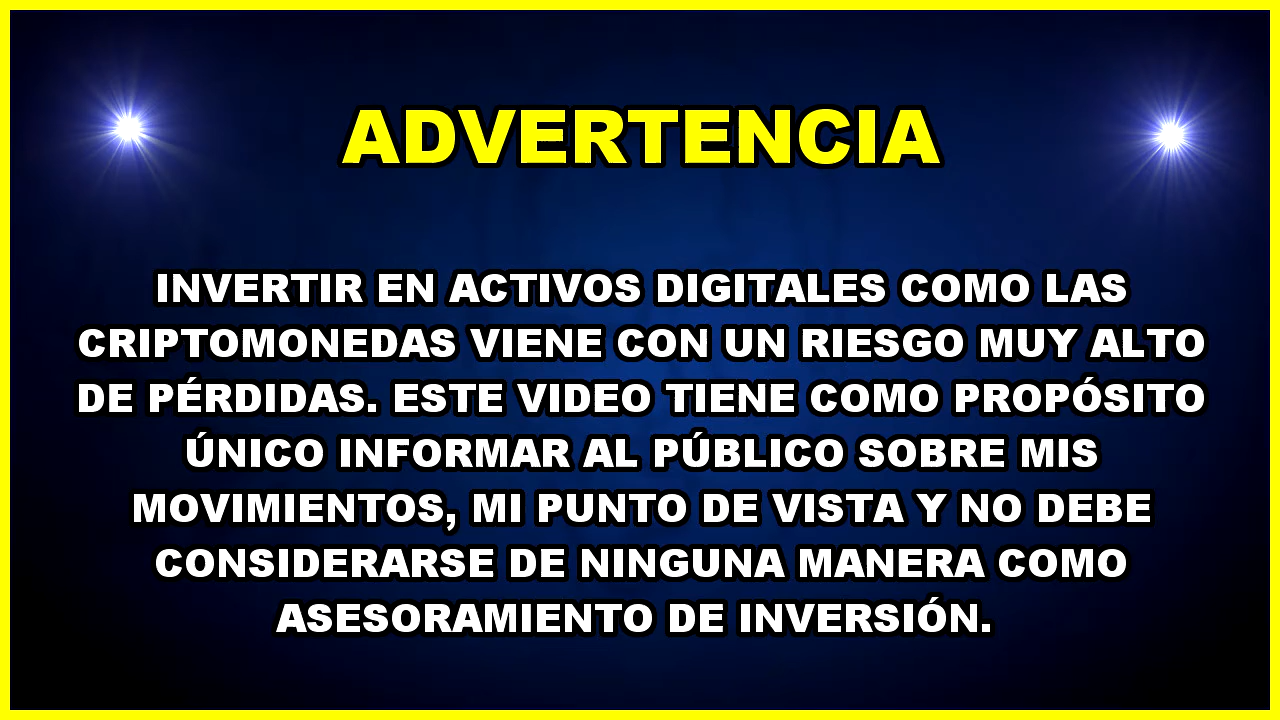 ADVERTENCIA
INVERTIR EN ACTIVOS DIGITALES COMO LAS
CRIPTOMONEDAS VIENE CON UN RIESGO MUY ALTO
DE PÉRDIDAS. ESTE VIDEO TIENE COMO PROPÓSITO
ÚNICO INFORMAR AL PÚBLICO SOBRE MIS
MOVIMIENTOS, MI PUNTO DE VISTA Y NO DEBE
CONSIDERARSE DE NINGUNA MANERA COMO
ASESORAMIENTO DE INVERSIÓN.